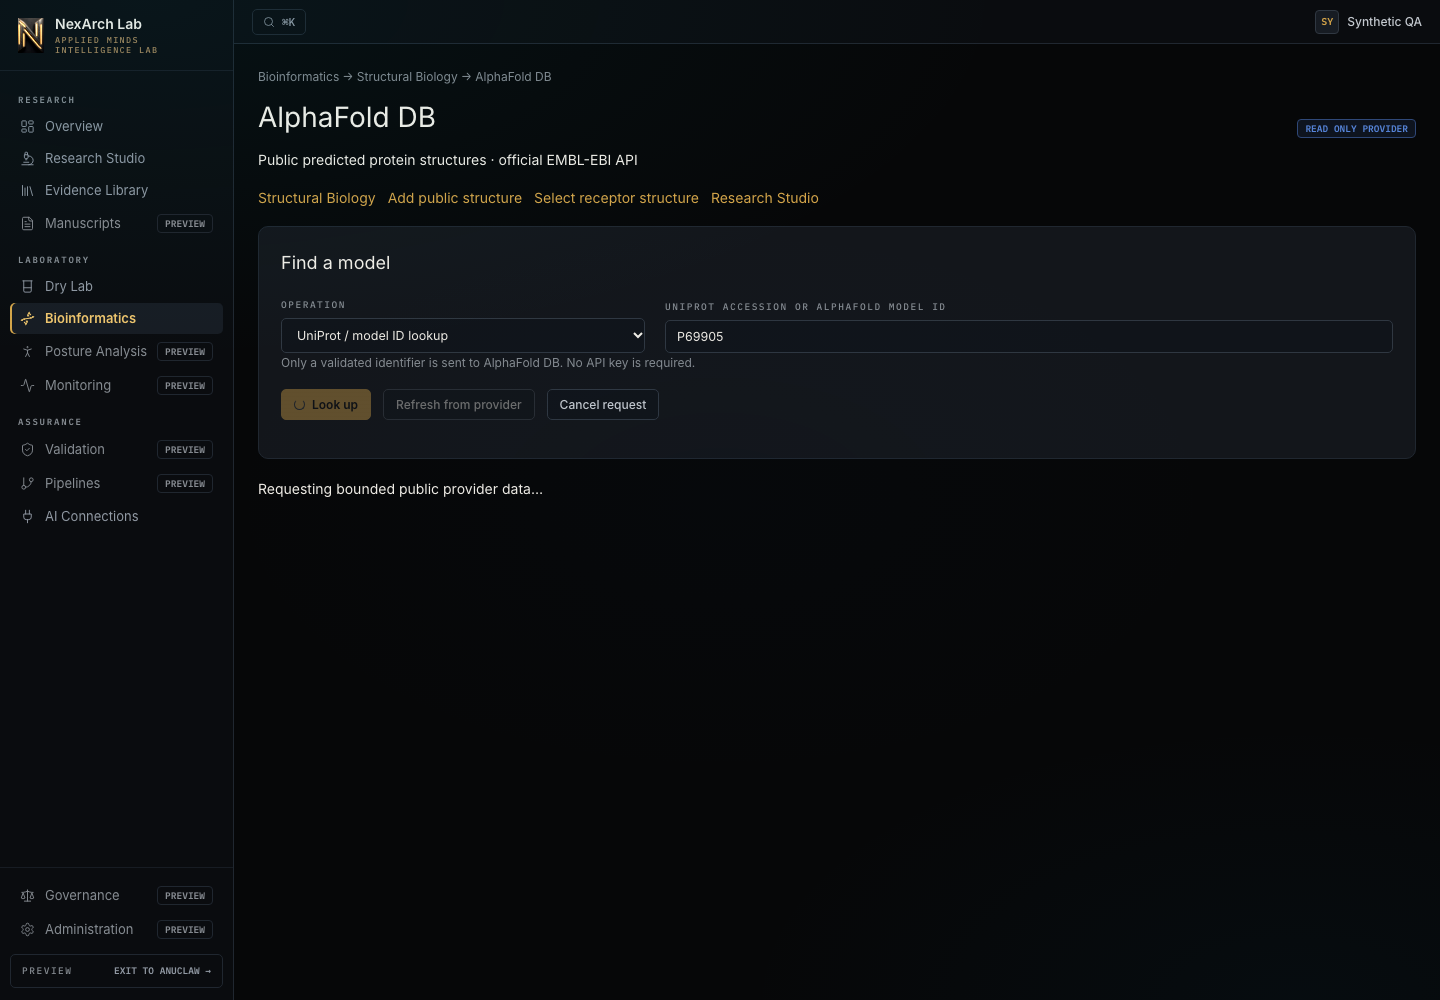 NexArch Lab
APPLIED MINDS
INTELLIGENCE LAB
⌘K
SY
Synthetic QA
RESEARCH
Overview
Research Studio
Evidence Library
Manuscripts
PREVIEW
LABORATORY
Dry Lab
Bioinformatics
Posture Analysis
PREVIEW
Monitoring
PREVIEW
ASSURANCE
Validation
PREVIEW
Pipelines
PREVIEW
AI Connections
Governance
PREVIEW
Administration
PREVIEW
PREVIEW
EXIT TO ANUCLAW →
Bioinformatics → Structural Biology → AlphaFold DB
AlphaFold DB
READ ONLY PROVIDER
Public predicted protein structures · official EMBL-EBI API
Structural Biology Add public structure Select receptor structure Research Studio
Find a model
OPERATION
UniProt / model ID lookup
UNIPROT ACCESSION OR ALPHAFOLD MODEL ID
P69905
Only a validated identifier is sent to AlphaFold DB. No API key is required.
Look up
Refresh from provider
Cancel request
Requesting bounded public provider data…